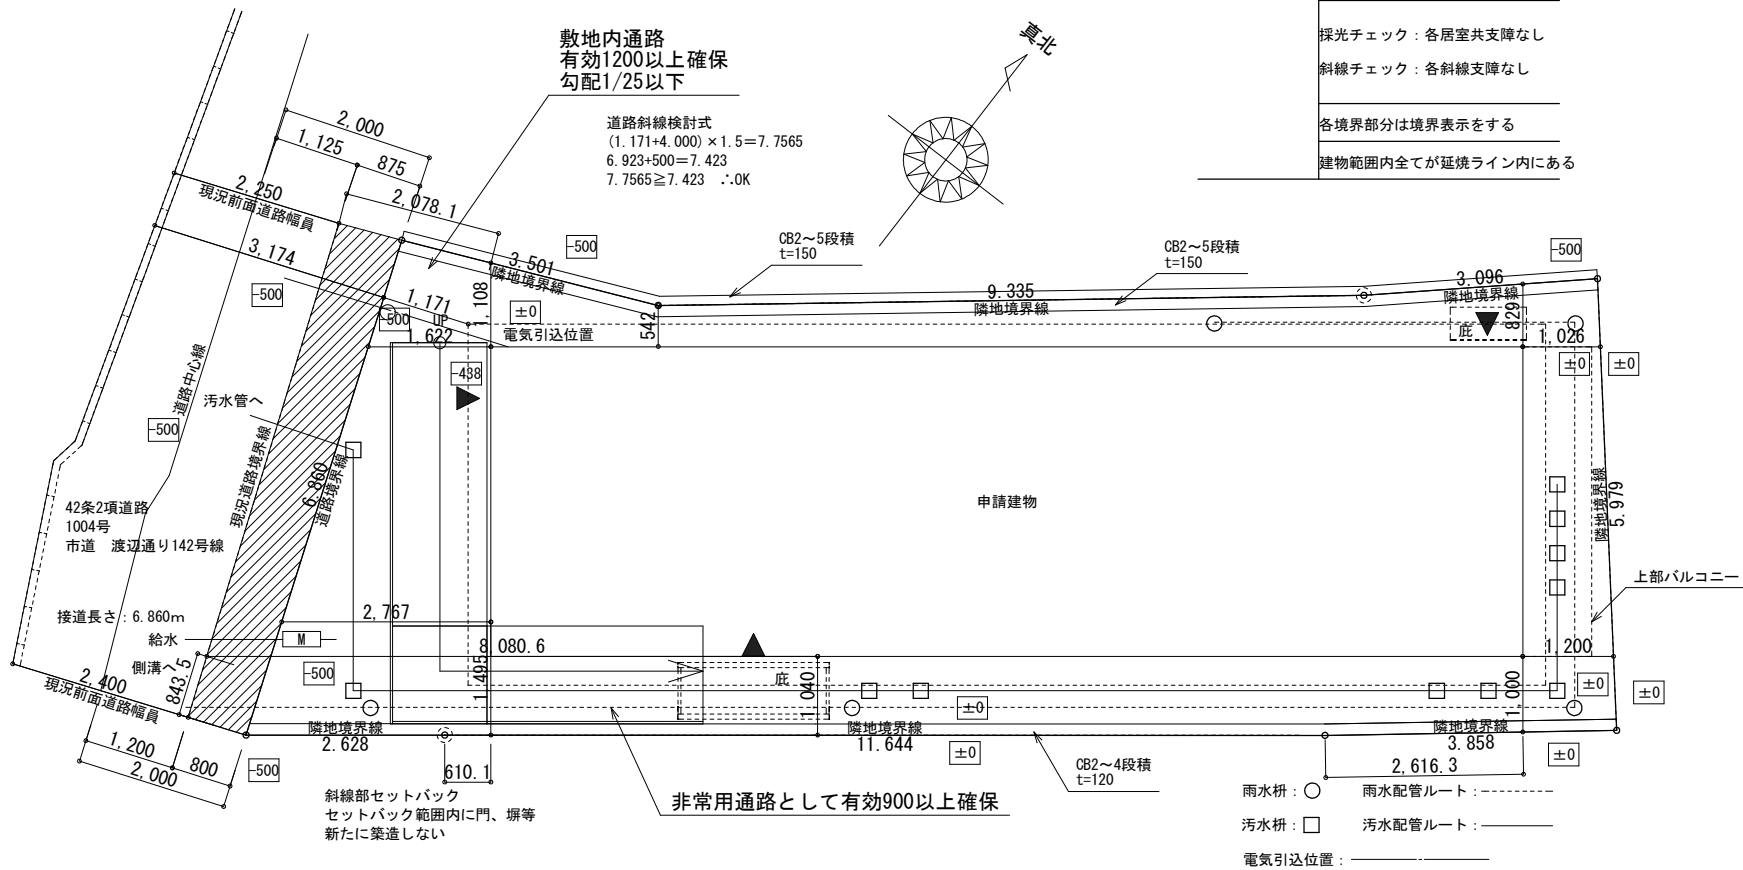 敷地内通路
有効1200以上確保
勾配1/25以下
道路斜線検討式
(1.171+4.000)×1.5=7.7565
6.923+500=7.423
7.7565≧7.423 ∴OK
真北
採光チェック：各居室共支障なし
斜線チェック：各斜線支障なし
各境界部分は境界表示をする
建物範囲内全てが延焼ライン内にある
2,000
1,125
875
2,250
現況前面道路幅員
2,078.1
3,174
-500
3.501
隣地境界線
-500
CB2～5段積
t=150
CB2～5段積
t=150
-500
9.335
隣地境界線
3.096
隣地境界線
1,171
-500
UP
1,622
1,108
±0
電気引込位置
542
庇
829
1,026
±0
±0
-438
道路中心線
汚水管へ
-500
現況道路境界線
6.860
道路境界線
申請建物
隣地境界線
5.979
42条2項道路
1004号
市道　渡辺通り142号線
上部バルコニー
接道長さ：6.860m
給水
M
2,767
8,080.6
1,200
側溝へ
843.5
-500
1,495
庇
1,040
1,000
±0
±0
±0
2,400
現況前面道路幅員
隣地境界線
2.628
隣地境界線
11.644
±0
隣地境界線
3.858
±0
1,200
800
2,000
-500
610.1
CB2～4段積
t=120
2,616.3
斜線部セットバック
セットバック範囲内に門、塀等
新たに築造しない
非常用通路として有効900以上確保
雨水枡：
雨水配管ルート：
汚水枡：
汚水配管ルート：
電気引込位置：